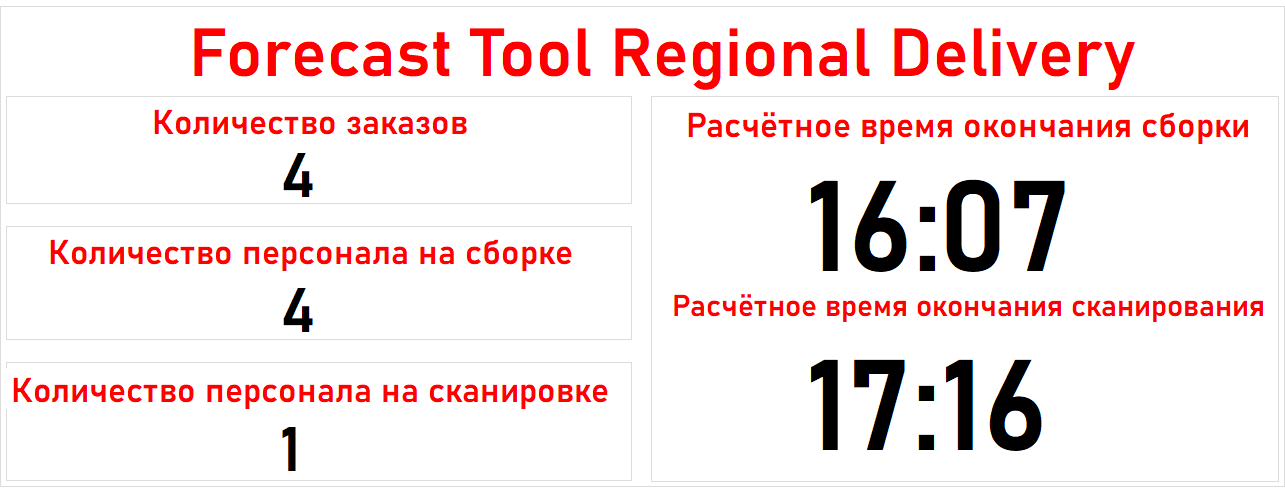 Forecast Tool Regional Delivery
Количество заказов
4
Количество персонала на сборке
4
Количество персонала на сканировке
1
Расчётное время окончания сборки
16:07
Расчётное время окончания сканирования
17:16